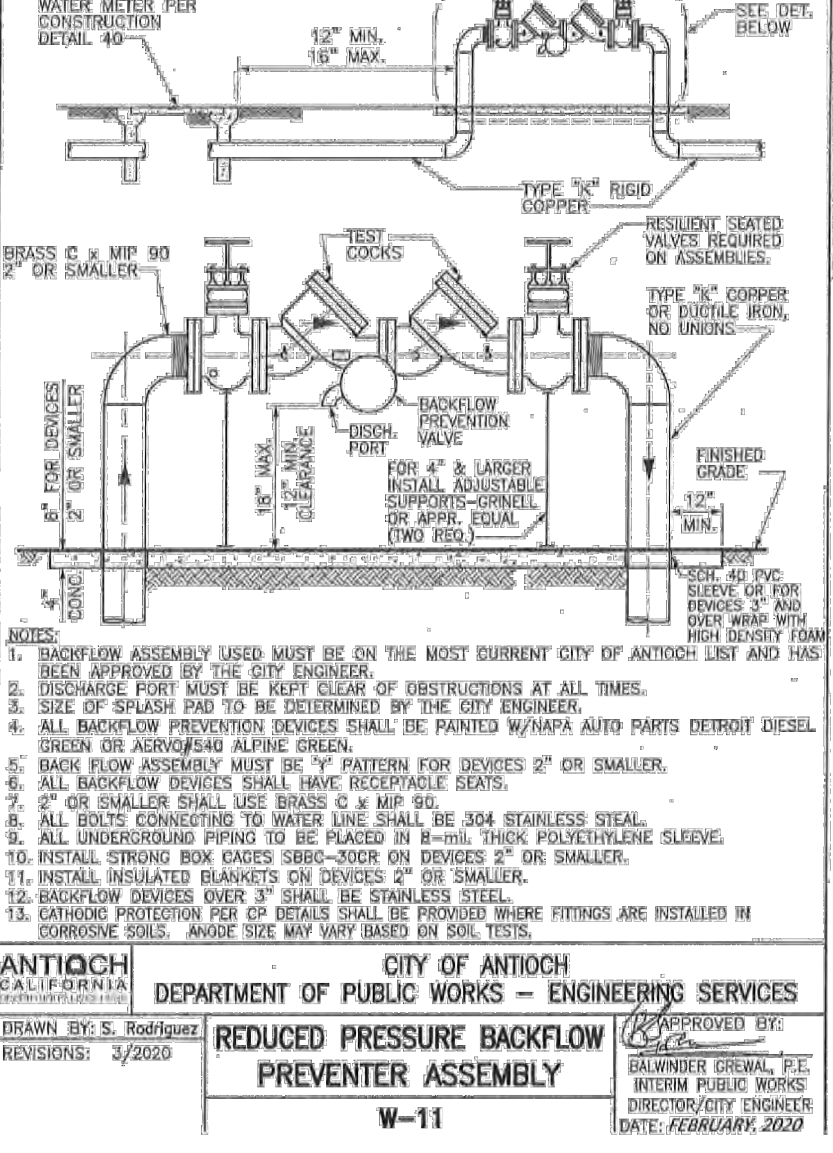 WATER METER PER
CONSTRUCTION
DETAIL 40
12" MIN.
16" MAX.
SEE DET.
BELOW
TYPE "K" RIGID
COPPER
BRASS C x MIP 90
2" OR SMALLER
TEST
COCKS
RESILIENT SEATED
VALVES REQUIRED
ON ASSEMBLIES.
TYPE "K" COPPER
OR DUCTILE IRON,
NO UNIONS
6" FOR DEVICES
2" OR SMALLER
DISCH.
PORT
BACKFLOW
PREVENTION
VALVE
18" MAX.
12" MIN.
CLEARANCE
FOR 4" & LARGER
INSTALL ADJUSTABLE
SUPPORTS-GRINELL
OR APPR. EQUAL
(TWO REQ.)
FINISHED
GRADE
12"
MIN.
4"
CONC.
SCH. 40 PVC
SLEEVE OR FOR
DEVICES 3" AND
OVER WRAP WITH
HIGH DENSITY FOAM
NOTES:
1. BACKFLOW ASSEMBLY USED MUST BE ON THE MOST CURRENT CITY OF ANTIOCH LIST AND HAS
BEEN APPROVED BY THE CITY ENGINEER.
2. DISCHARGE PORT MUST BE KEPT CLEAR OF OBSTRUCTIONS AT ALL TIMES.
3. SIZE OF SPLASH PAD TO BE DETERMINED BY THE CITY ENGINEER.
4. ALL BACKFLOW PREVENTION DEVICES SHALL BE PAINTED W/NAPA AUTO PARTS DETROIT DIESEL
GREEN OR AERVO#540 ALPINE GREEN.
5. BACK FLOW ASSEMBLY MUST BE "Y" PATTERN FOR DEVICES 2" OR SMALLER.
6. ALL BACKFLOW DEVICES SHALL HAVE RECEPTACLE SEATS.
7. 2" OR SMALLER SHALL USE BRASS C x MIP 90.
8. ALL BOLTS CONNECTING TO WATER LINE SHALL BE 304 STAINLESS STEAL.
9. ALL UNDERGROUND PIPING TO BE PLACED IN 8-mil THICK POLYETHYLENE SLEEVE.
10. INSTALL STRONG BOX CAGES SBBC-30CR ON DEVICES 2" OR SMALLER.
11. INSTALL INSULATED BLANKETS ON DEVICES 2" OR SMALLER.
12. BACKFLOW DEVICES OVER 3" SHALL BE STAINLESS STEEL.
13. CATHODIC PROTECTION PER CP DETAILS SHALL BE PROVIDED WHERE FITTINGS ARE INSTALLED IN
CORROSIVE SOILS. ANODE SIZE MAY VARY BASED ON SOIL TESTS.
ANTIOCH
CALIFORNIA
CITY OF ANTIOCH
DEPARTMENT OF PUBLIC WORKS - ENGINEERING SERVICES
DRAWN BY: S. Rodriguez
REVISIONS: 3/2020
REDUCED PRESSURE BACKFLOW
PREVENTER ASSEMBLY
W-11
APPROVED BY:
BALWINDER GREWAL, P.E.
INTERIM PUBLIC WORKS
DIRECTOR/CITY ENGINEER
DATE: FEBRUARY, 2020